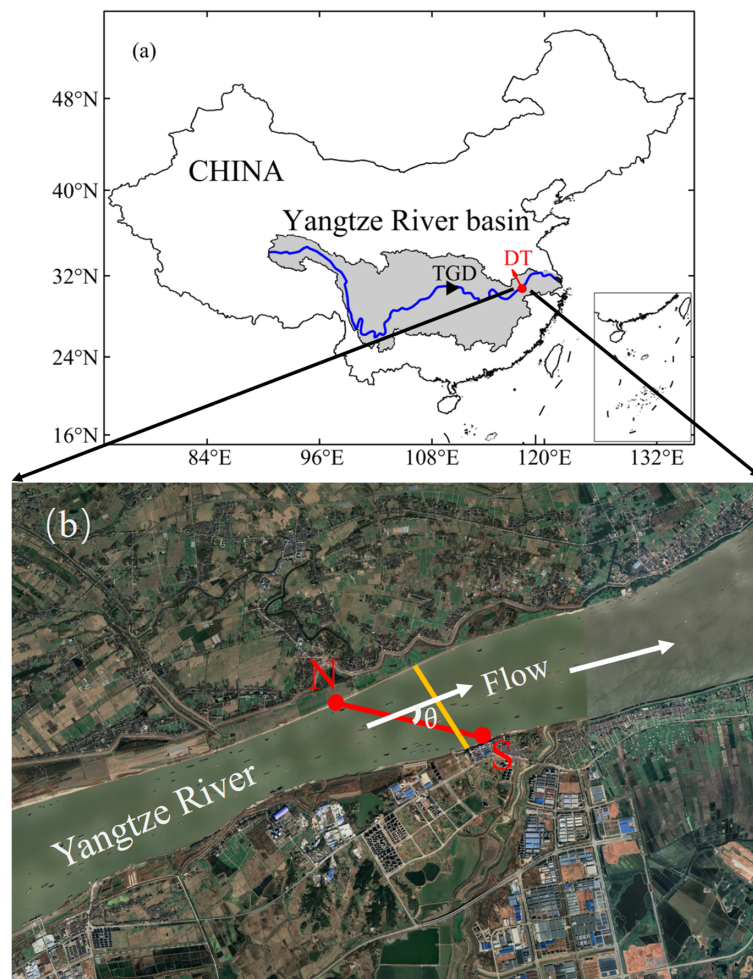 (a)
48°N
CHINA
40°N
Yangtze River basin
DT
32°N
TGD
24°N
16°N
84°E
96°E
108°E
120°E
132°E
(b)
N
Flow
θ
S
Yangtze River